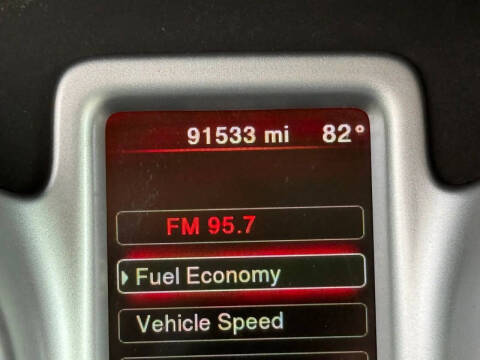 91533 mi 82°
FM 95.7
Fuel Economy
Vehicle Speed